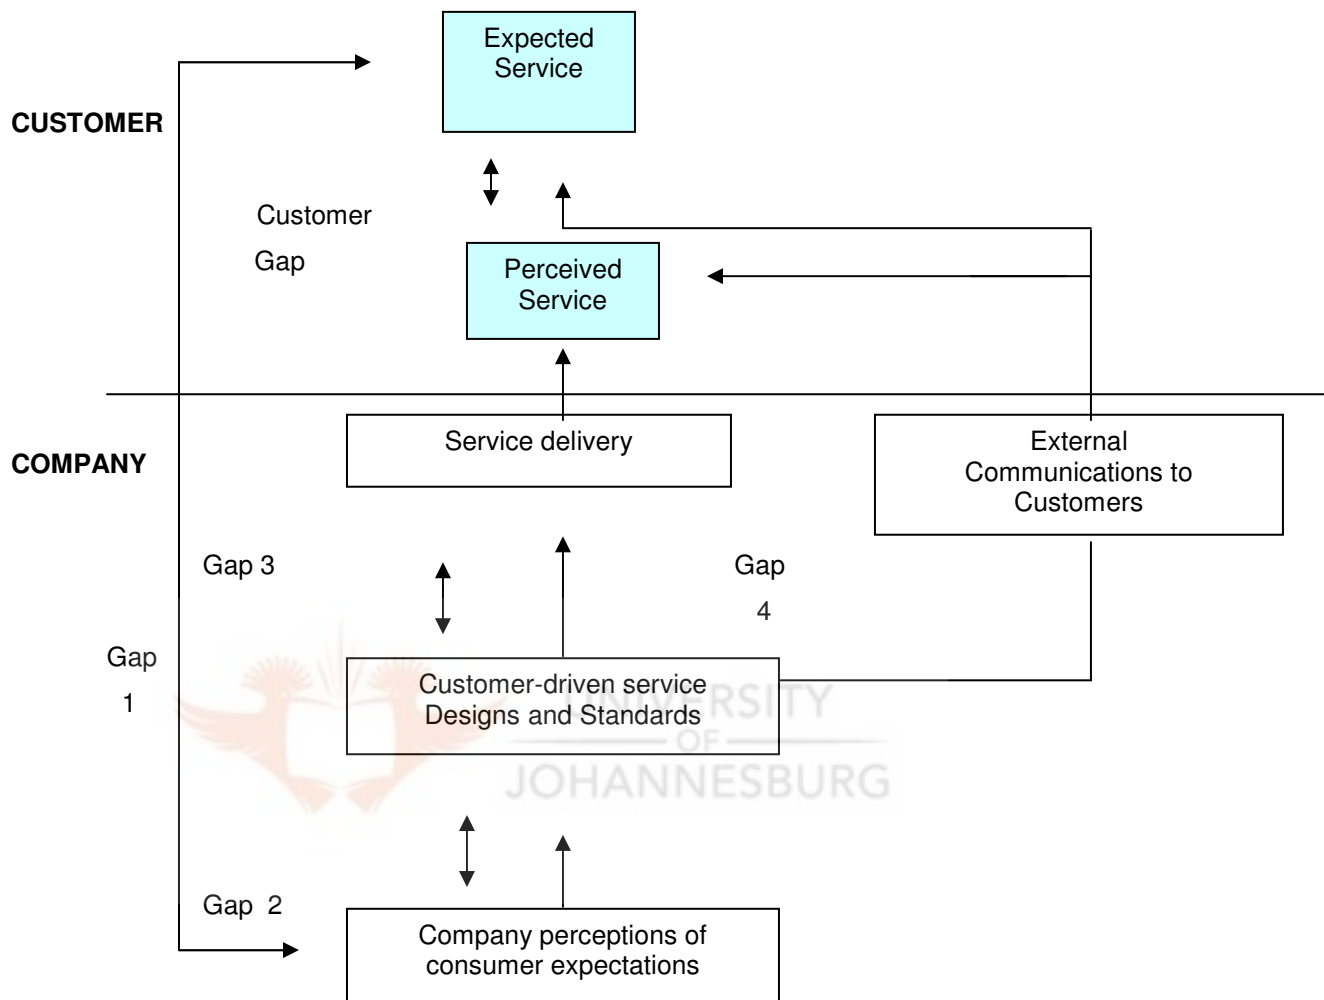 Expected
Service
CUSTOMER
Customer
Gap
Perceived
Service
Service delivery
External
Communications to
Customers
COMPANY
Gap 3
Gap
4
Gap
1
Customer-driven service
Designs and Standards
UNIVERSITY
OF
JOHANNESBURG
Gap 2
Company perceptions of
consumer expectations